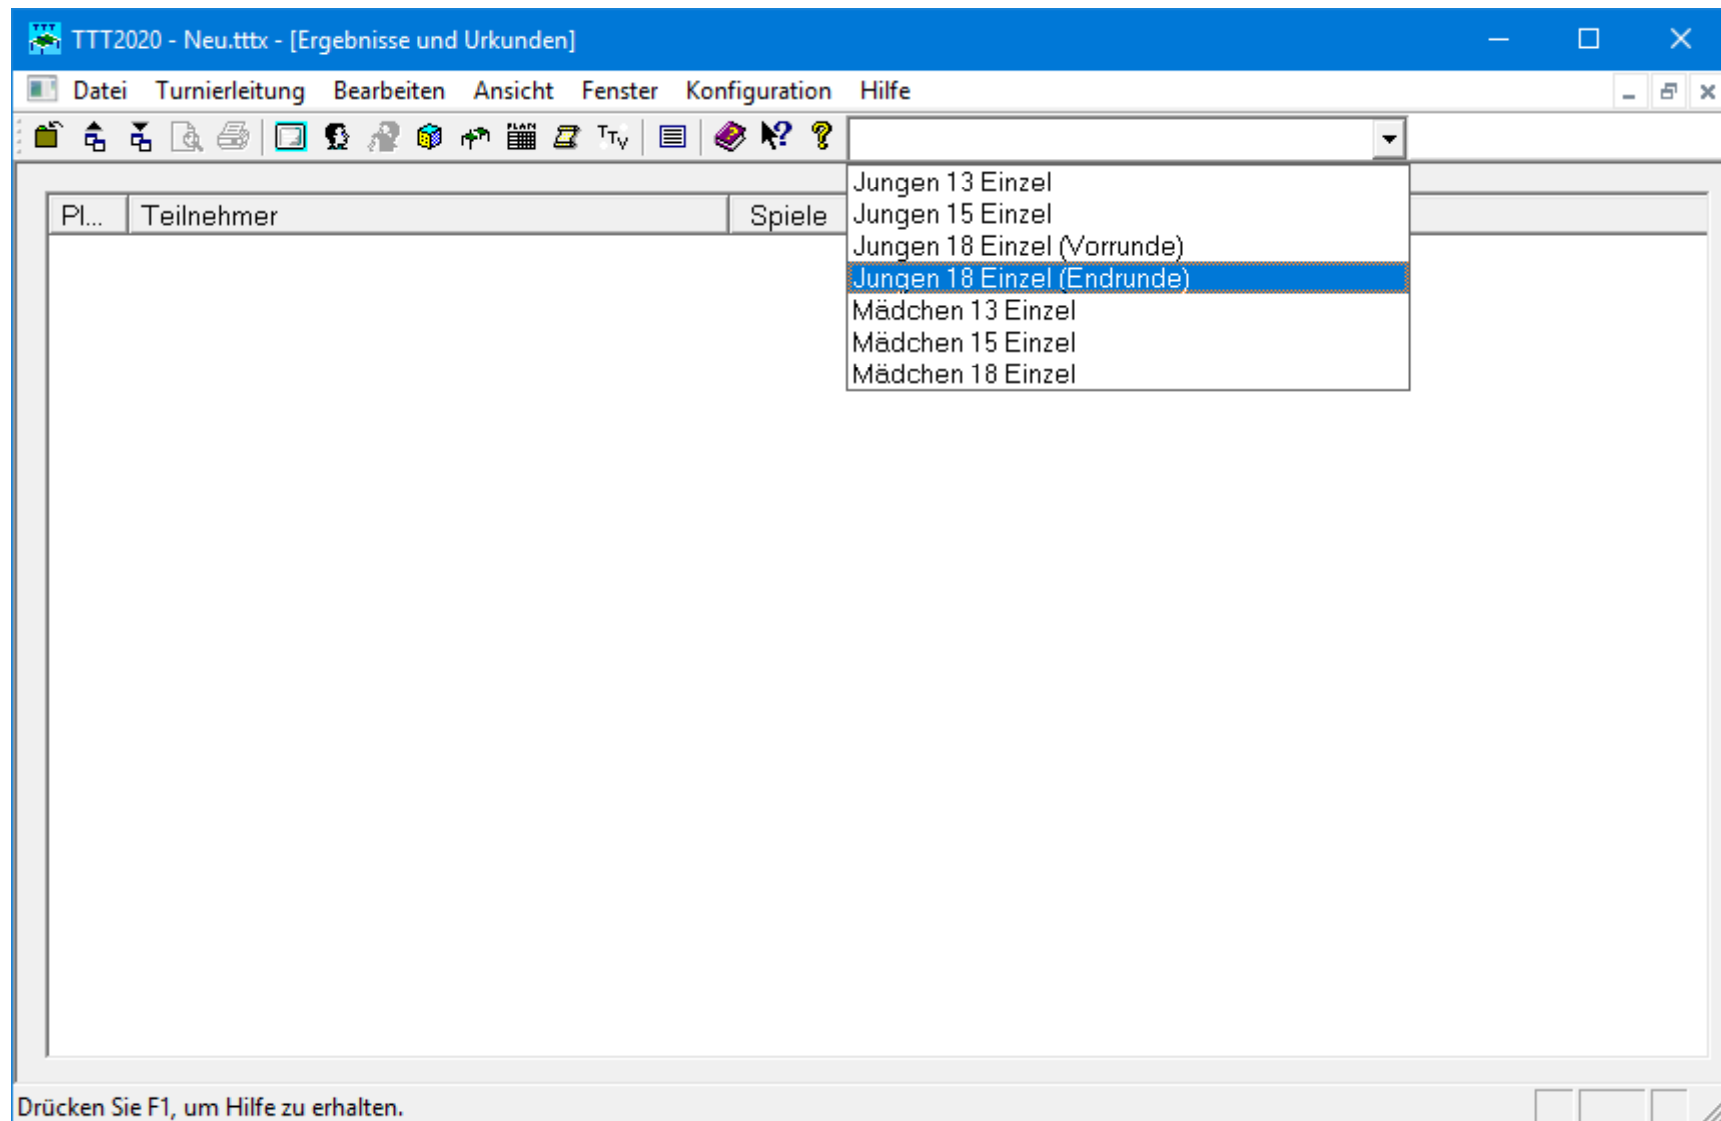 TTT2020 - Neu.tttx - [Ergebnisse und Urkunden]
Datei Turnierleitung Bearbeiten Ansicht Fenster Konfiguration Hilfe
PLAN TTV
Jungen 13 Einzel
Pl... Teilnehmer Spiele Jungen 15 Einzel
Jungen 18 Einzel (Vorrunde)
Jungen 18 Einzel (Endrunde)
Mädchen 13 Einzel
Mädchen 15 Einzel
Mädchen 18 Einzel
Drücken Sie F1, um Hilfe zu erhalten.